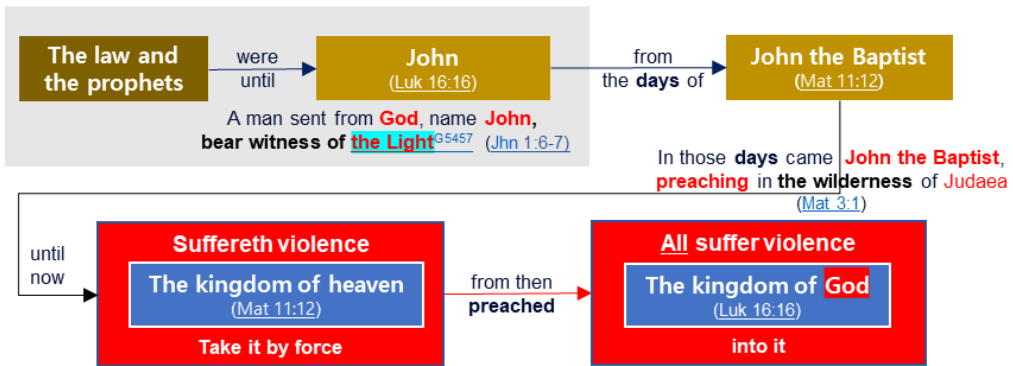 The law and
the prophets
were
until
John
(Luk 16:16)
from
the days of
John the Baptist
(Mat 11:12)
A man sent from God, name John,
bear witness of the Light G5457 (Jhn 1:6-7)
In those days came John the Baptist,
preaching in the wilderness of Judaea
(Mat 3:1)
until
now
Suffereth violence
The kingdom of heaven
(Mat 11:12)
Take it by force
from then
preached
All suffer violence
The kingdom of God
(Luk 16:16)
into it